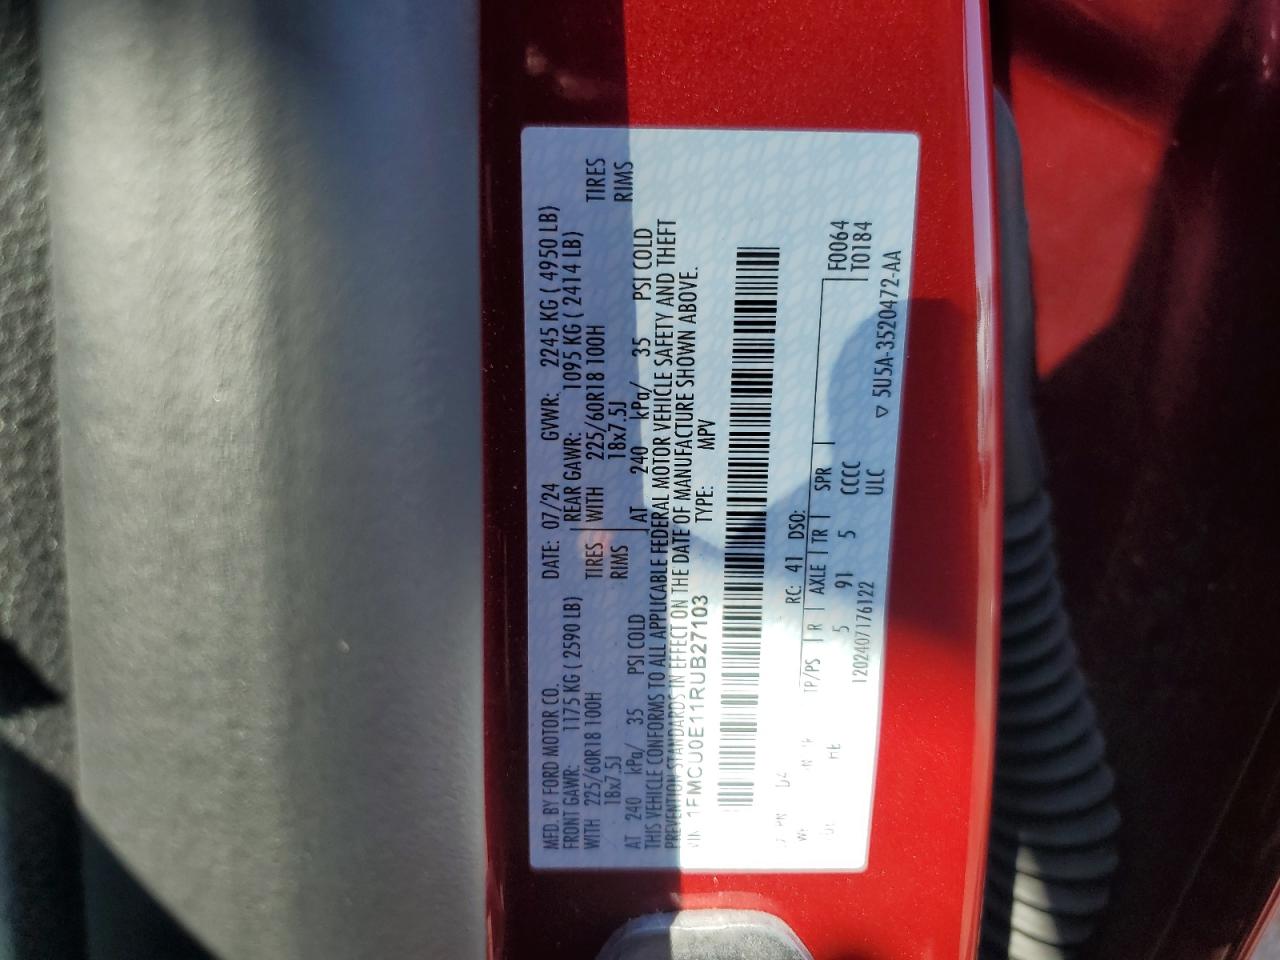 MFD. BY FORD MOTOR CO. DATE: 07/24 GVWR: 2245 KG ( 4950 LB)
FRONT GAWR: 1175 KG ( 2590 LB) REAR GAWR: 1095 KG ( 2414 LB)
WITH 225/60R18 100H TIRES WITH 225/60R18 100H TIRES
18x7.5J RIMS 18x7.5J RIMS
AT 240 kPa/ 35 PSI COLD AT 240 kPa/ 35 PSI COLD
THIS VEHICLE CONFORMS TO ALL APPLICABLE FEDERAL MOTOR VEHICLE SAFETY AND THEFT
PREVENTION STANDARDS IN EFFECT ON THE DATE OF MANUFACTURE SHOWN ABOVE.
VIN: 1FMCU0E11RUB27103 TYPE: MPV
RC: 41 DSO:
TP/PS R AXLE TR SPR F0064
5 91 5 CCCC T0184
1202407176122 ULC
▽ 5U5A-3520472-AA